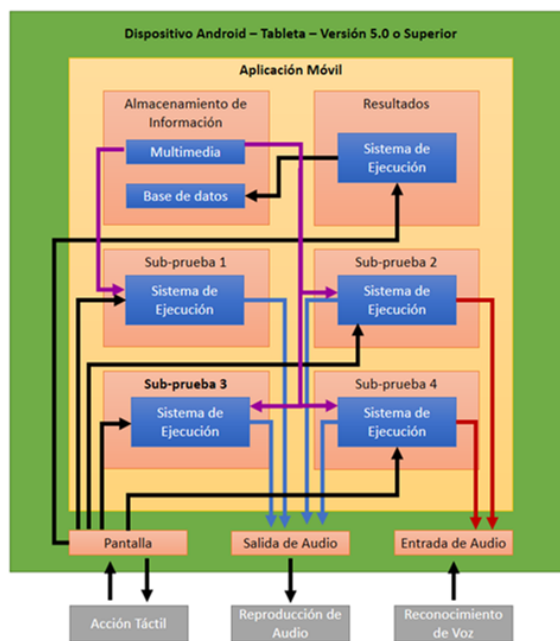 Dispositivo Android – Tableta – Versión 5.0 o Superior
Aplicación Móvil
Almacenamiento de
Información
Multimedia
Base de datos
Resultados
Sistema de
Ejecución
Sub-prueba 1
Sistema de
Ejecución
Sub-prueba 2
Sistema de
Ejecución
Sub-prueba 3
Sistema de
Ejecución
Sub-prueba 4
Sistema de
Ejecución
Pantalla
Salida de Audio
Entrada de Audio
Acción Táctil
Reproducción de
Audio
Reconocimiento
de Voz